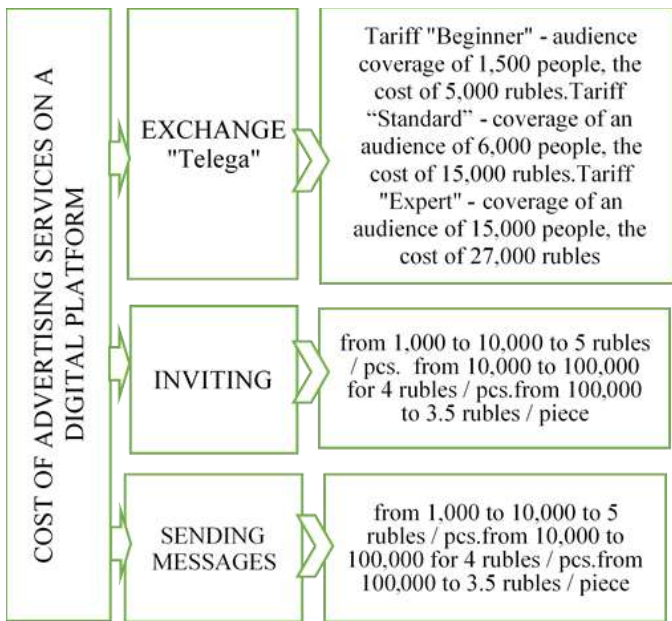 COST OF ADVERTISING SERVICES ON A
DIGITAL PLATFORM
EXCHANGE
"Telega"
Tariff "Beginner" - audience
coverage of 1,500 people, the
cost of 5,000 rubles.Tariff
“Standard” - coverage of an
audience of 6,000 people, the
cost of 15,000 rubles.Tariff
"Expert" - coverage of an
audience of 15,000 people, the
cost of 27,000 rubles
INVITING
from 1,000 to 10,000 to 5 rubles
/ pcs. from 10,000 to 100,000
for 4 rubles / pcs.from 100,000
to 3.5 rubles / piece
SENDING
MESSAGES
from 1,000 to 10,000 to 5
rubles / pcs.from 10,000 to
100,000 for 4 rubles / pcs.from
100,000 to 3.5 rubles / piece